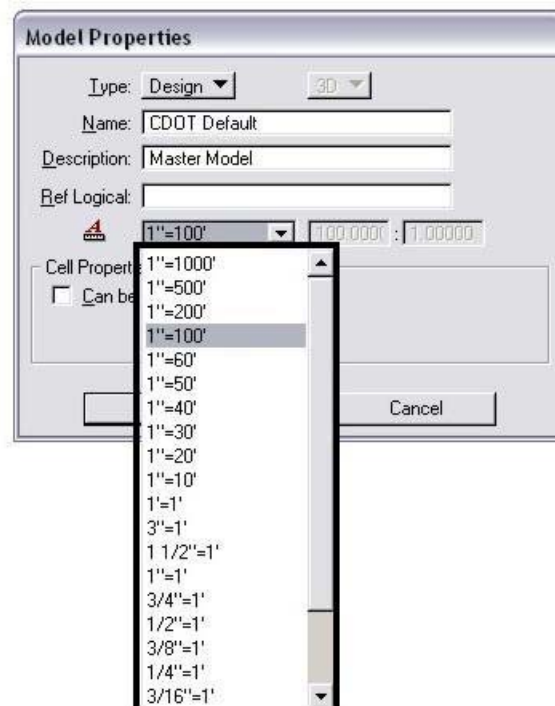 Model Properties
Type: Design 3D
Name: CDOT Default
Description: Master Model
Ref Logical:
A 1"=100' 100.000( : 1.00000
Cell Propert
Can be
Cancel
1"=1000'
1"=500'
1"=200'
1"=100'
1"=60'
1"=50'
1"=40'
1"=30'
1"=20'
1"=10'
1'=1'
3"=1'
1 1/2"=1'
1"=1'
3/4"=1'
1/2"=1'
3/8"=1'
1/4"=1'
3/16"=1'